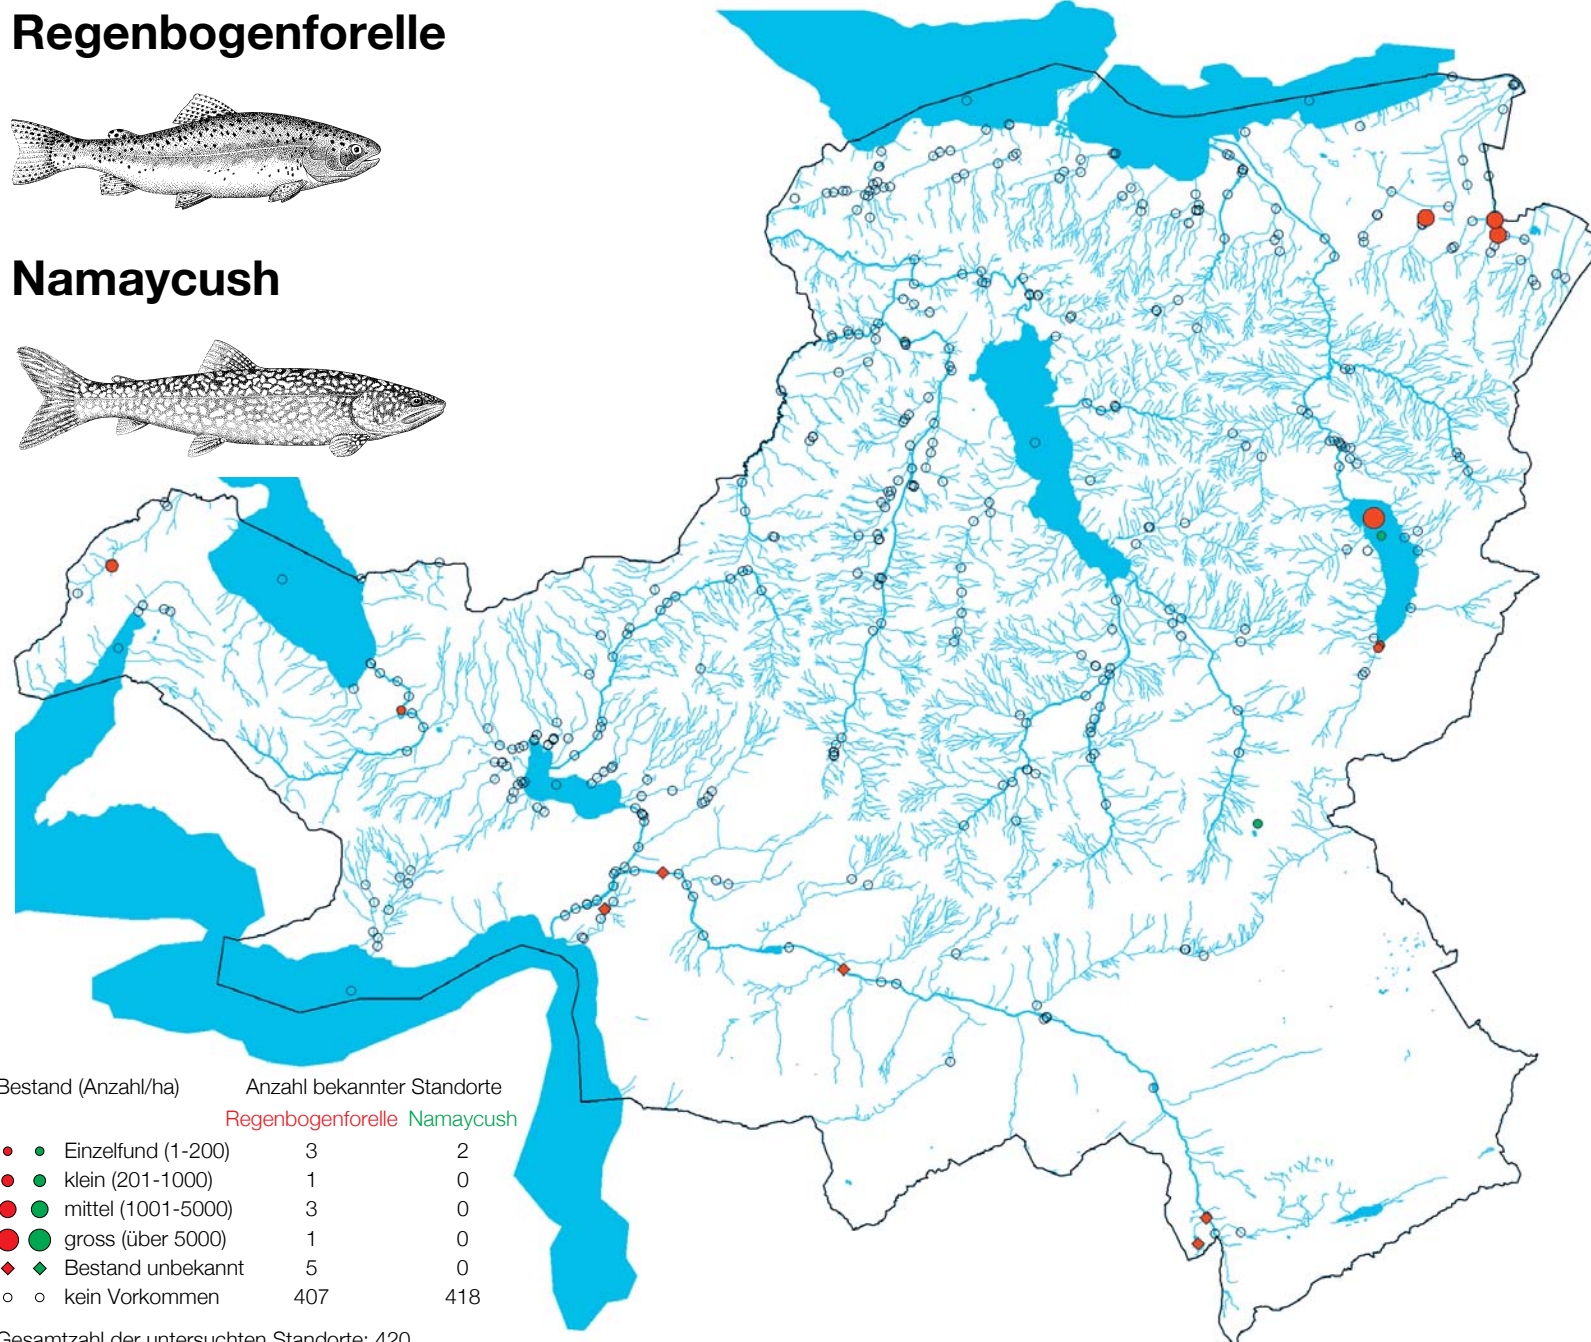 Regenbogenforelle
Namaycush
Bestand (Anzahl/ha) Anzahl bekannter Standorte
Regenbogenforelle Namaycush
Einzelfund (1-200) 3 2
klein (201-1000) 1 0
mittel (1001-5000) 3 0
gross (über 5000) 1 0
Bestand unbekannt 5 0
kein Vorkommen 407 418
Gesamtzahl der untersuchten Standorte: 420